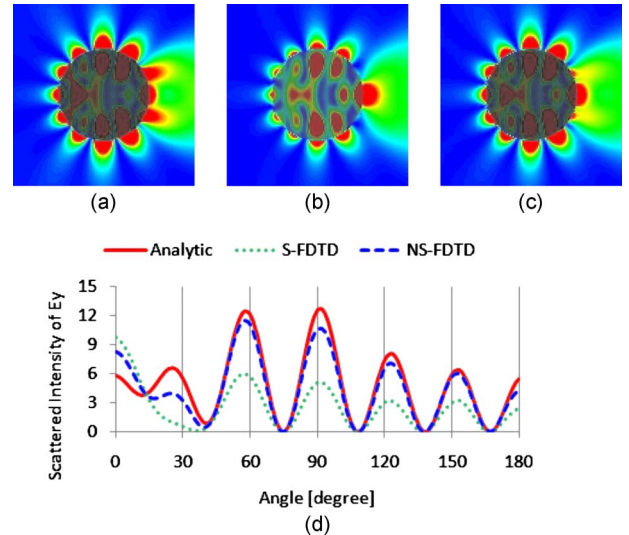 (a) (b) (c)
Analytic S-FDTD NS-FDTD
15
12
9
6
3
0
Scattered Intensity of Ey
0 30 60 90 120 150 180
Angle [degree]
(d)